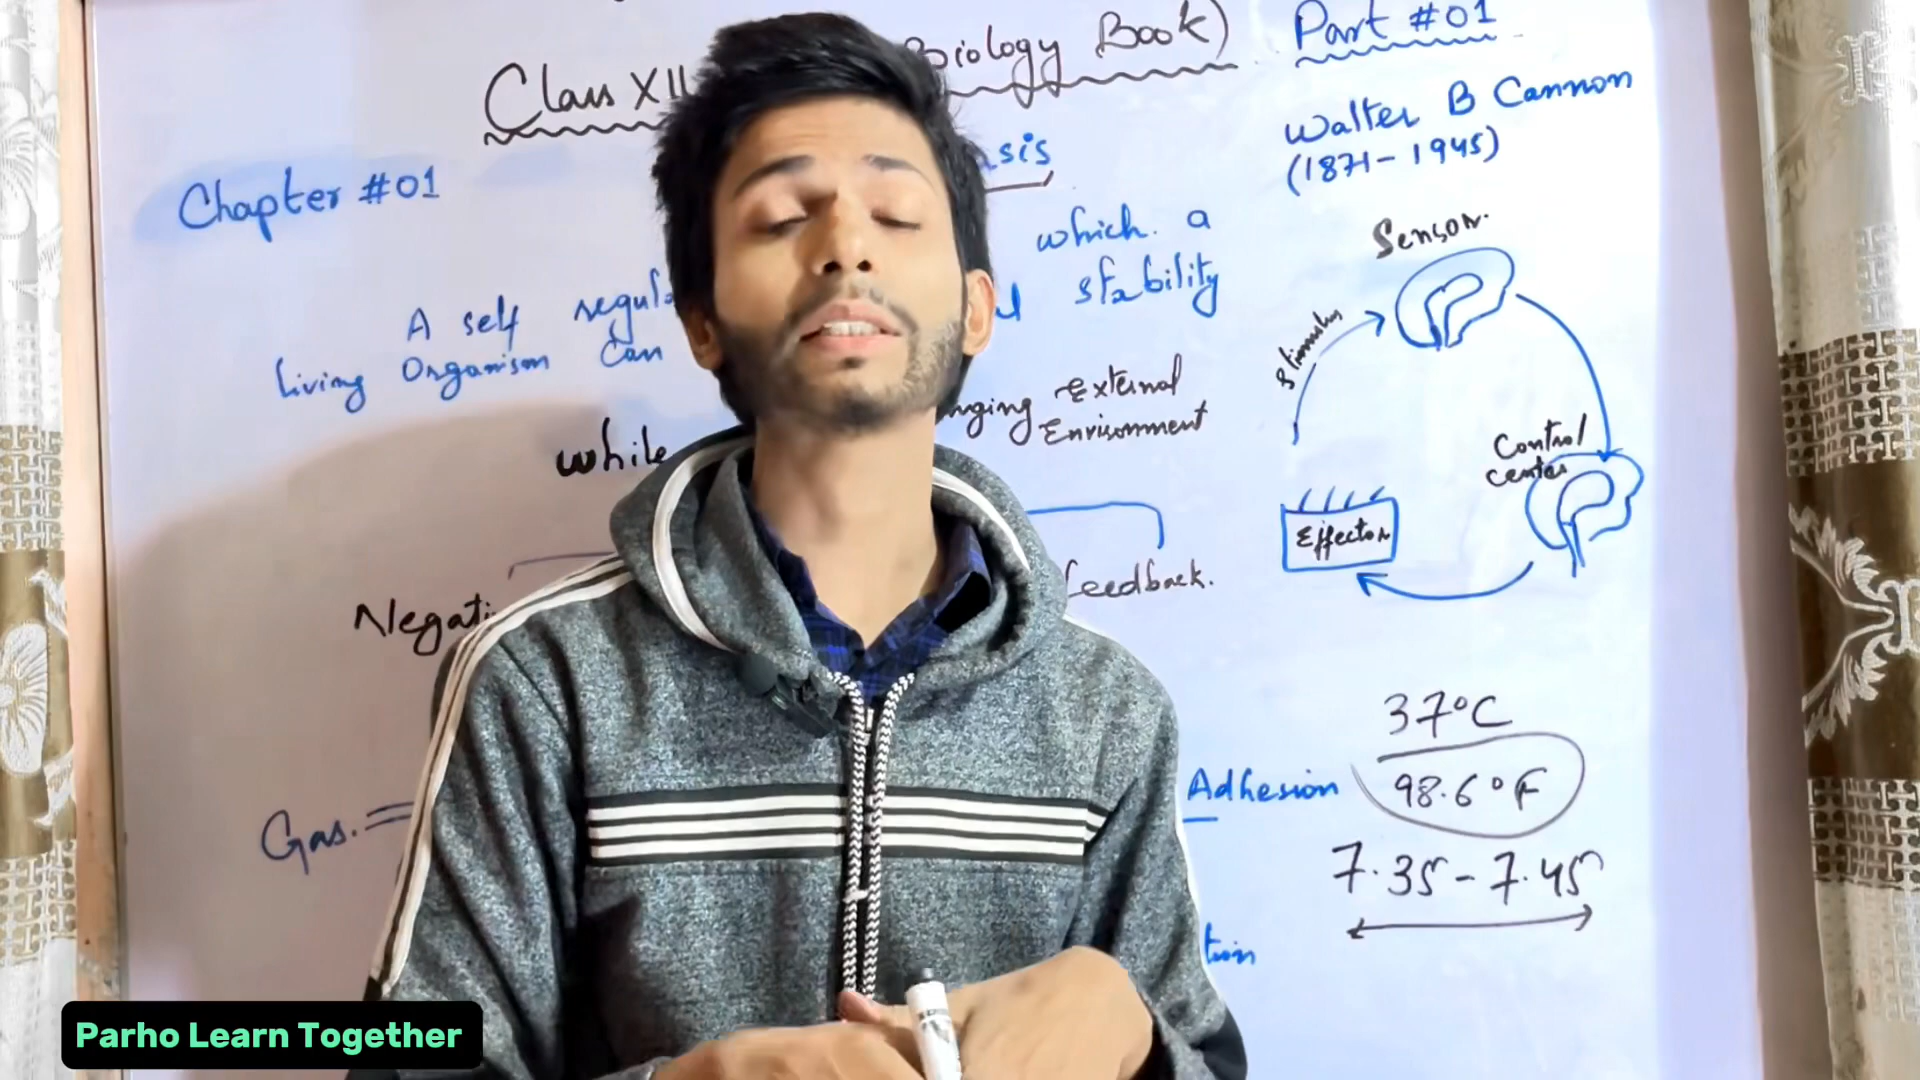 Class XII Biology Book)
Part #01
Walter B Cannon
(1871-1945)
Chapter #01
asis
which a
A self regula
stability
living Organism can
while
nging External
Environment
Negati
feedback.
Sensor
Stimulus
Control
center
Effector
37°C
98.6°F
7.35-7.45
Gas. =
Adhesion
tion
Parho Learn Together